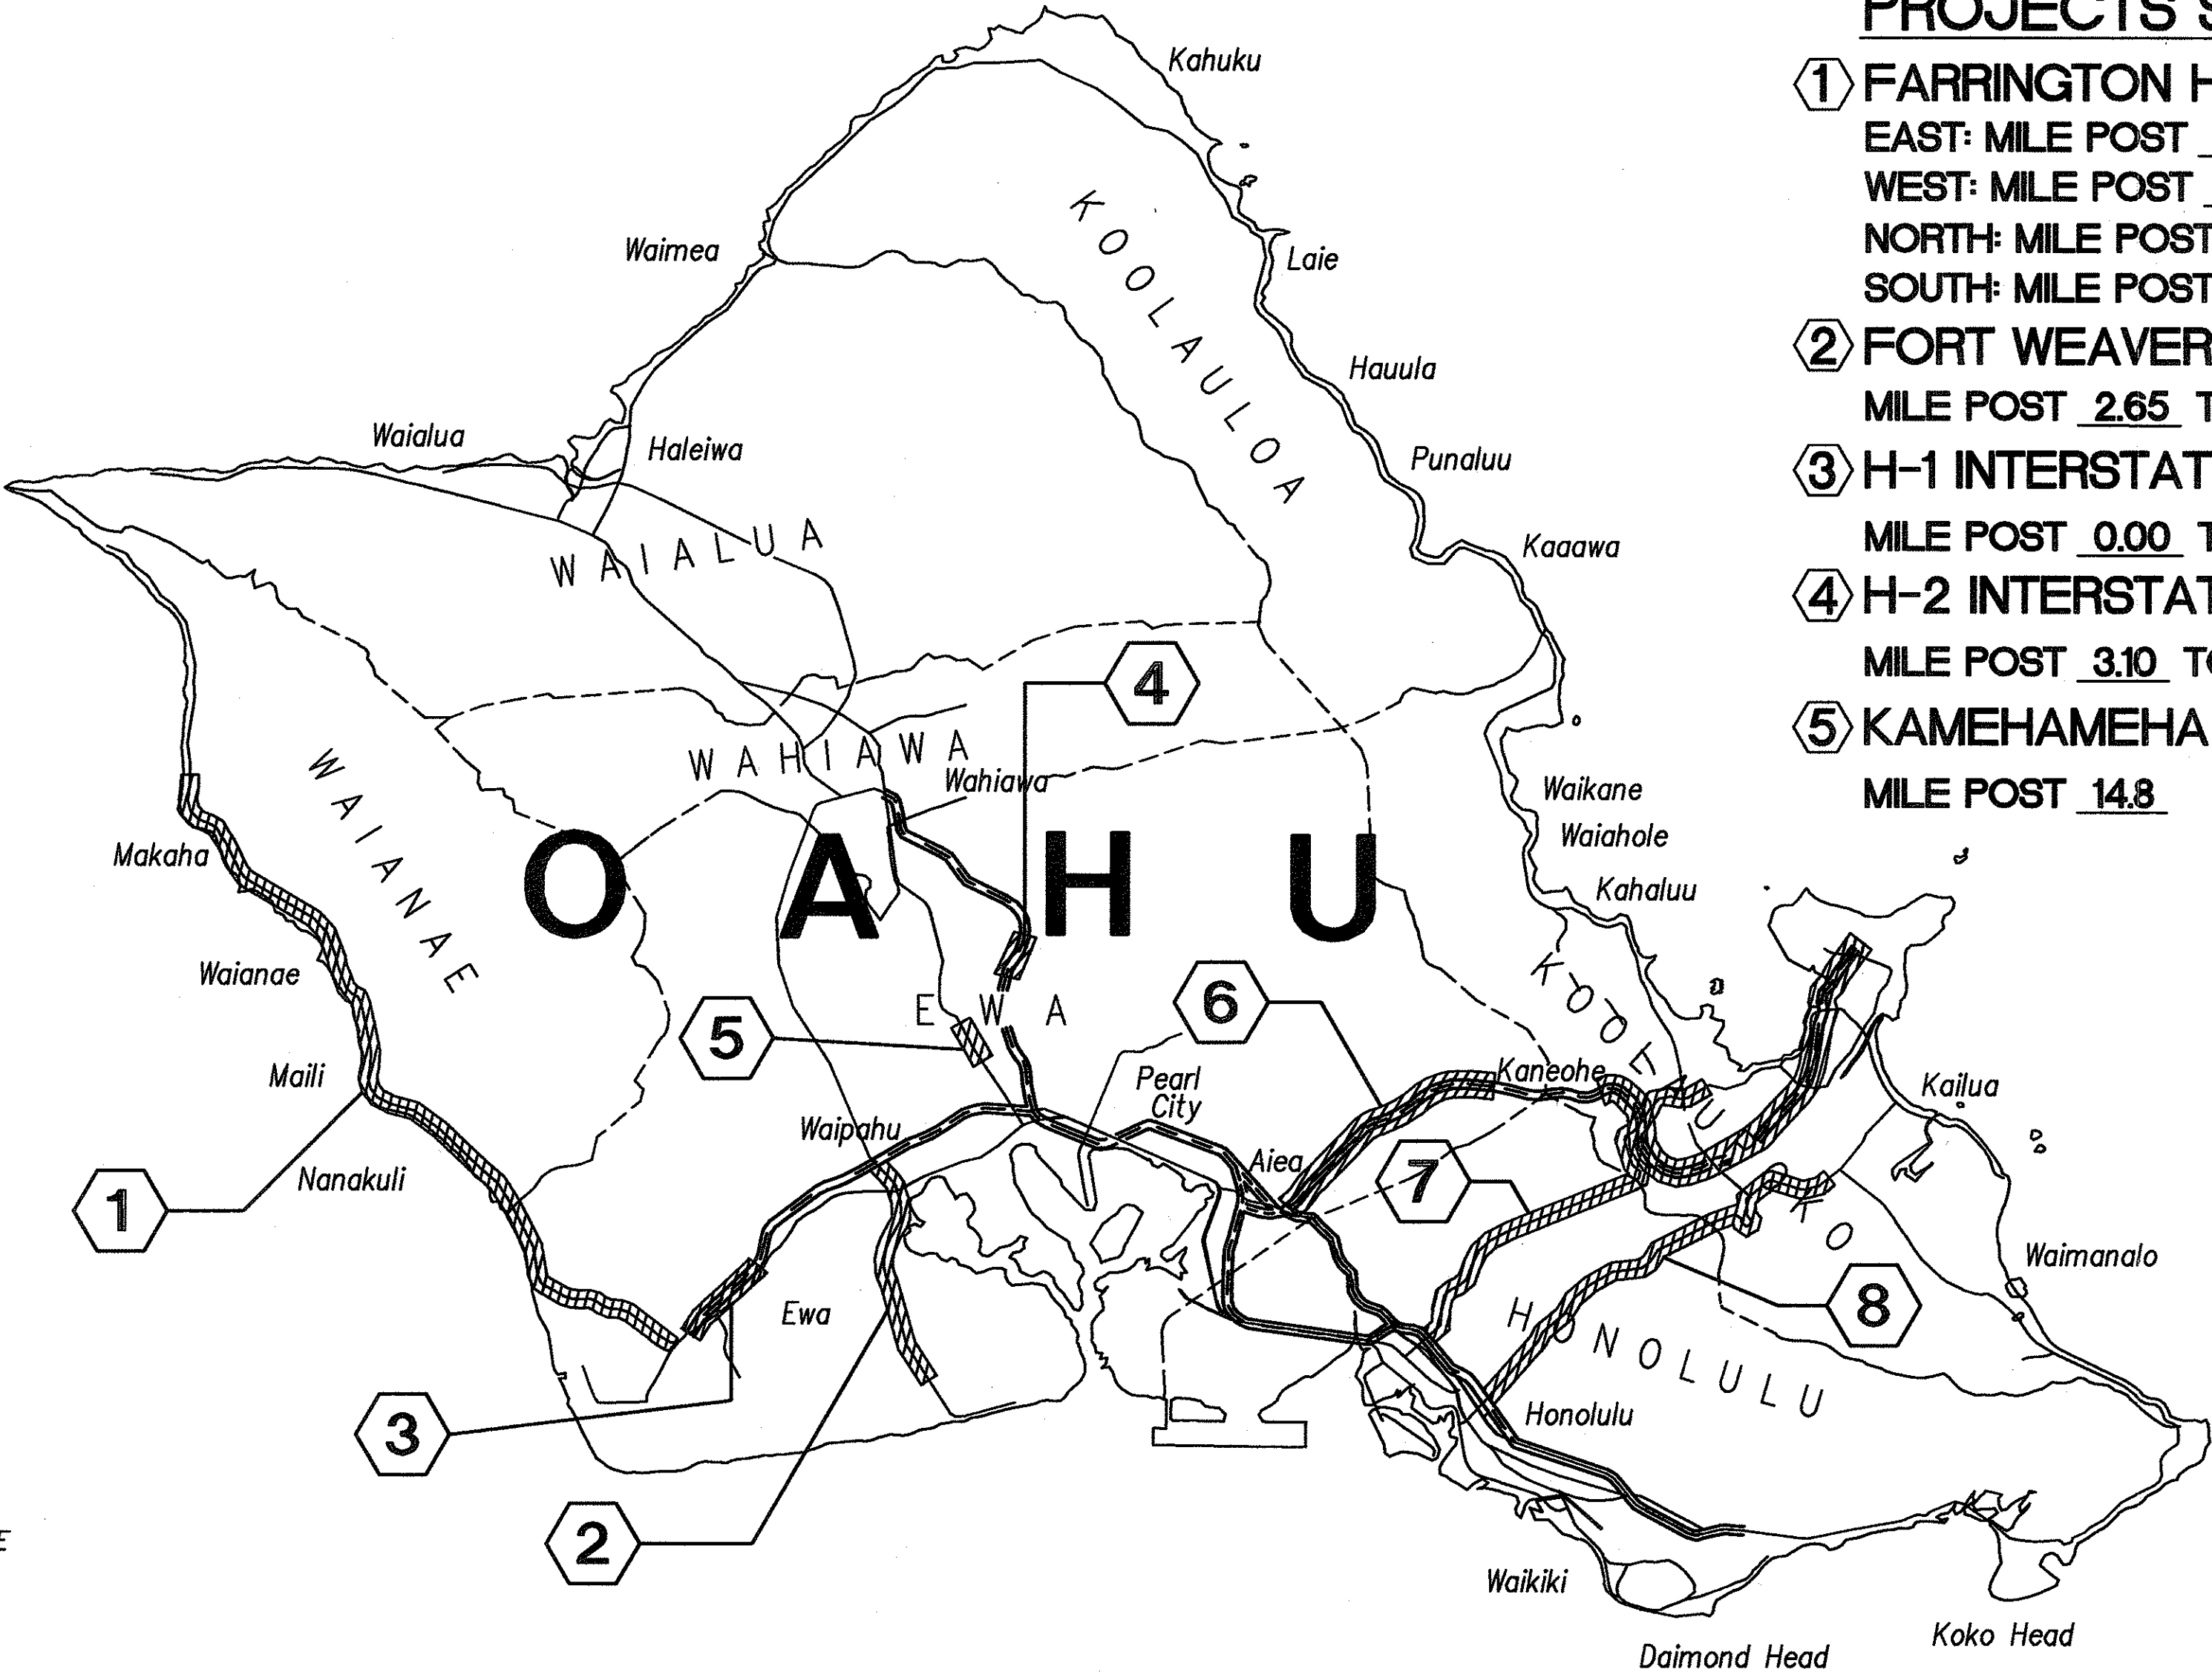 PROJECTS S
1 FARRINGTON H
EAST: MILE POST
WEST: MILE POST
NORTH: MILE POST
SOUTH: MILE POST
2 FORT WEAVER
MILE POST 2.65 T
3 H-1 INTERSTAT
MILE POST 0.00 T
4 H-2 INTERSTAT
MILE POST 3.10 TO
5 KAMEHAMEHA
MILE POST 14.8
Kahuku
Waimea
Laie
KOOLAULOA
Hauula
Waialua
Haleiwa
Punaluu
WAIALUA
Kaaawa
4
WAHIAWA
Wahiawa
WAIANAE
Waikane
Waiahole
Makaha
OAHU
Kahaluu
Waianae
EWA
5
6
KOOLAU
Maili
Pearl
City
Kaneohe
Kailua
Waipahu
Aiea
1
Nanakuli
7
POKO
Waimanalo
Ewa
8
HONOLULU
3
Honolulu
2
E
Waikiki
Daimond Head
Koko Head